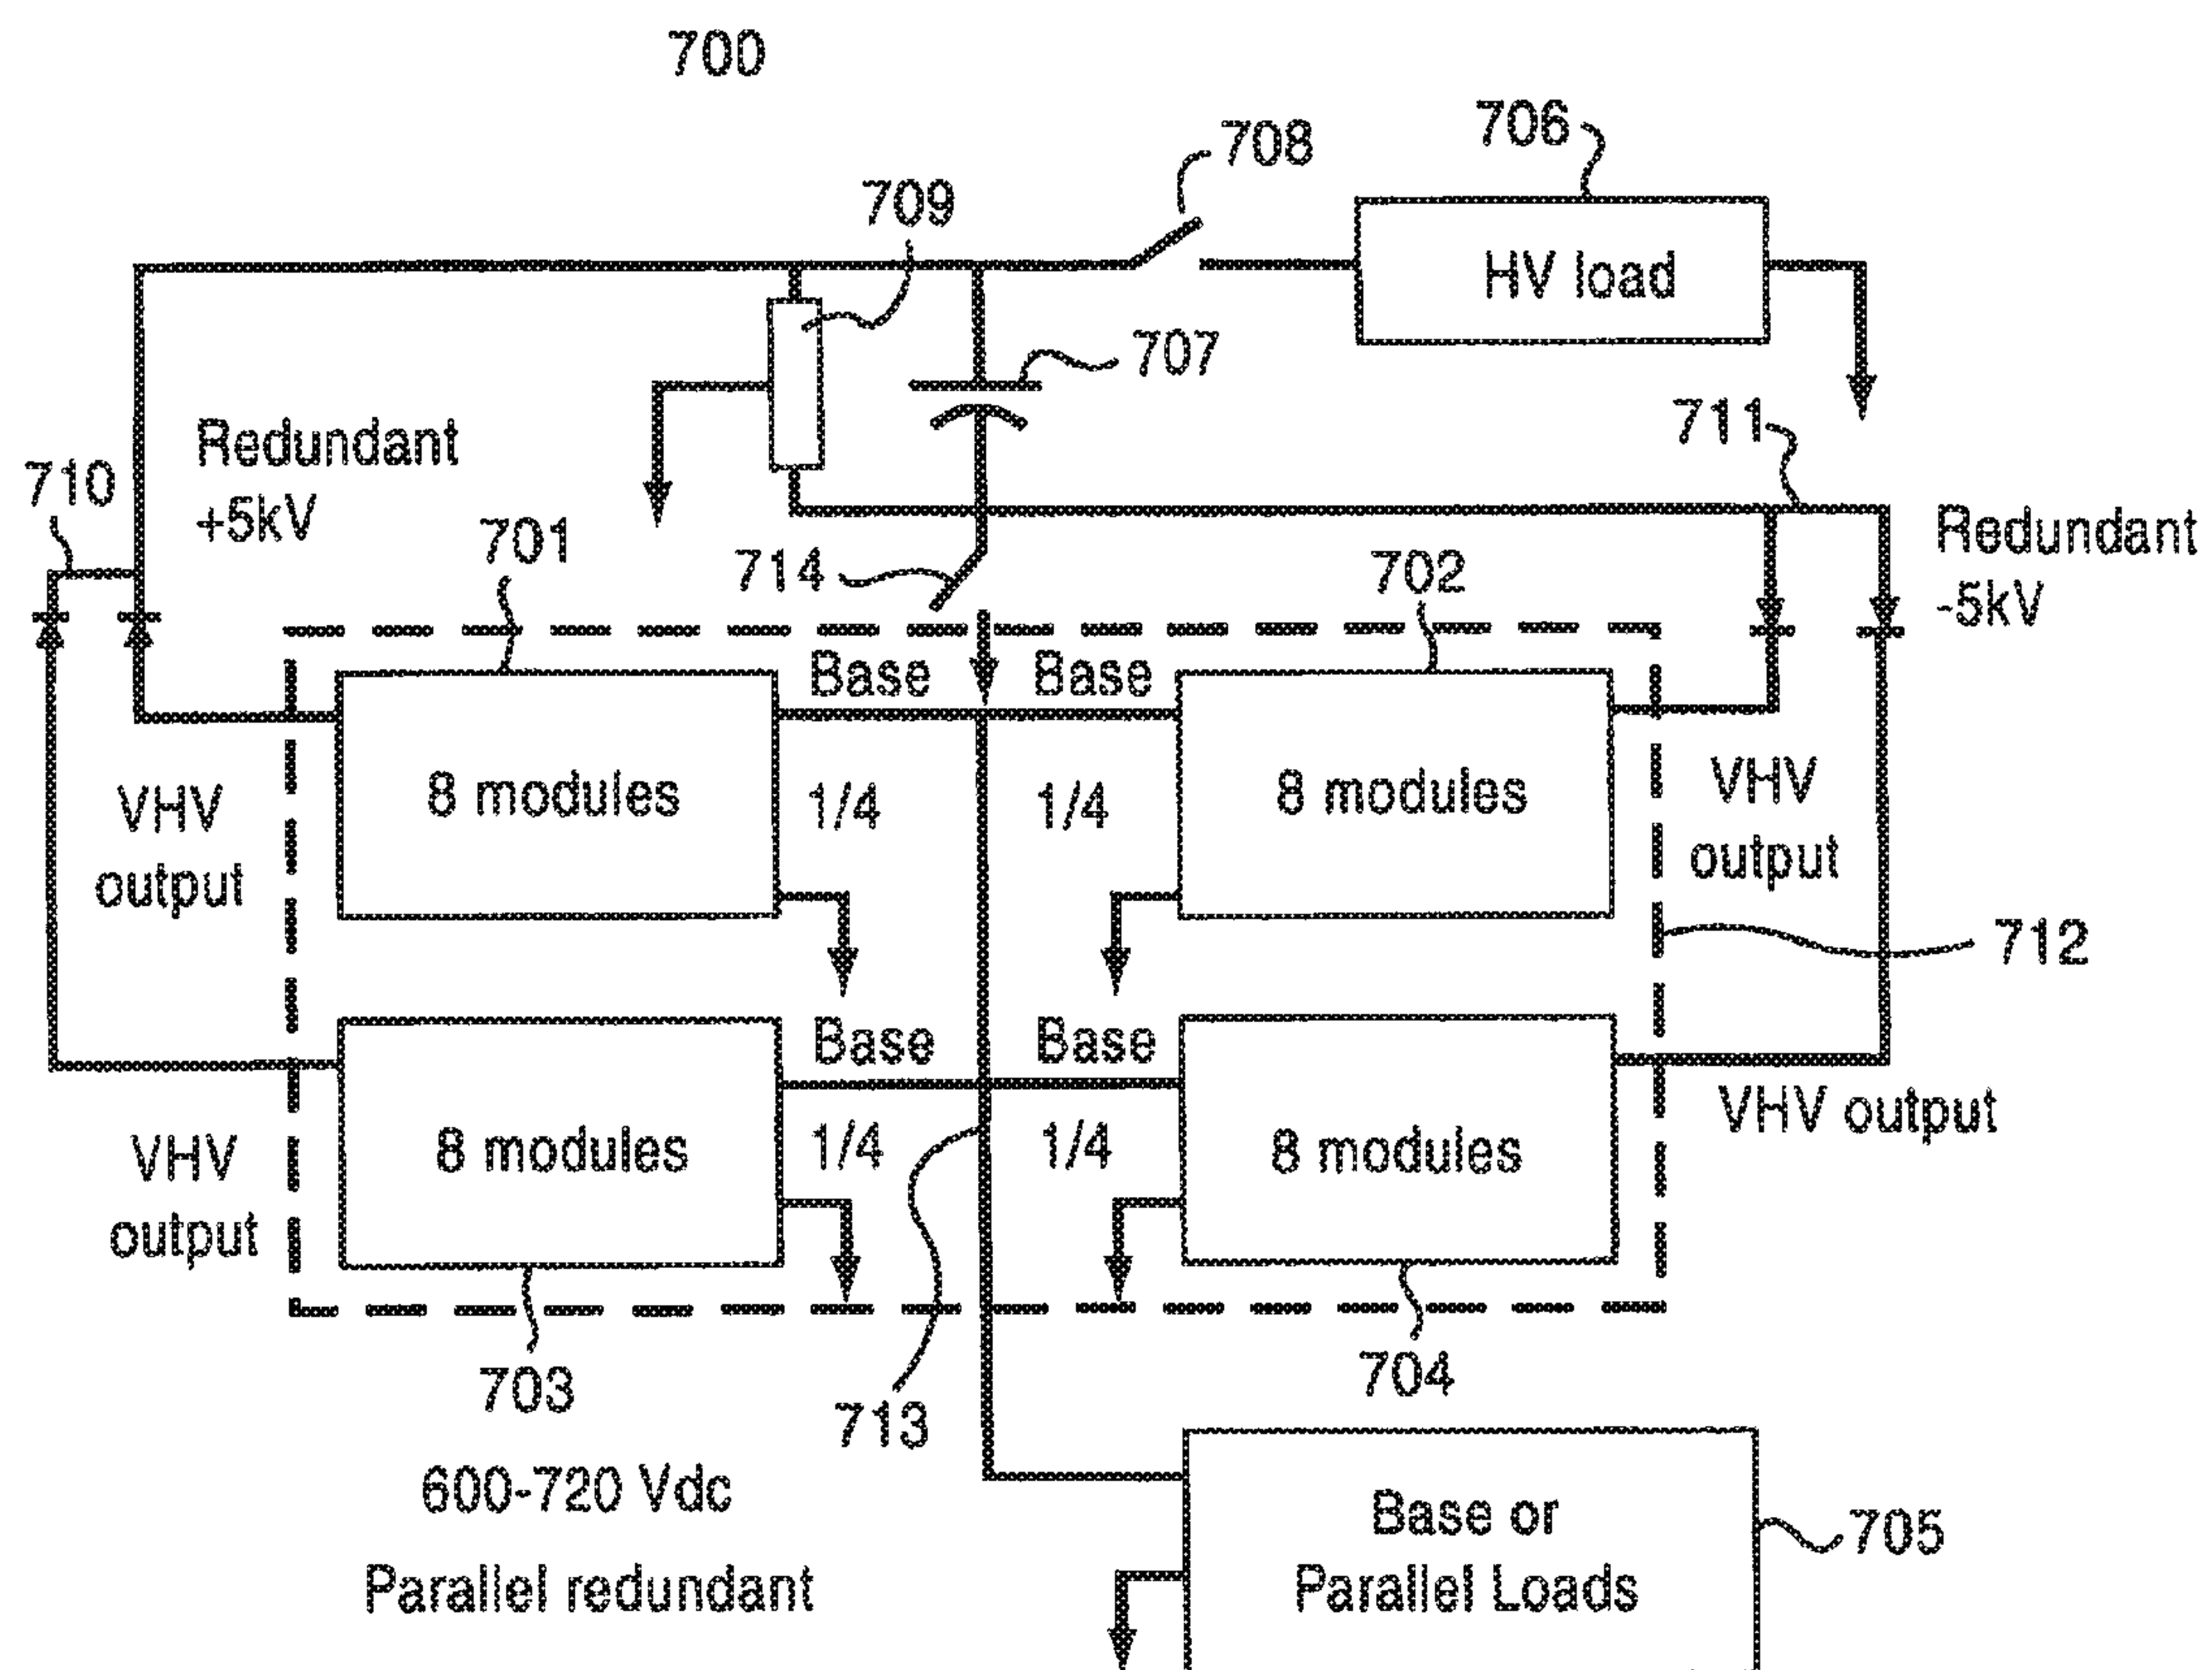 700
708
706
709
HV load
707
711
Redundant
+5kV
710
Redundant
-5kV
701
714
702
Base
Base
8 modules
1/4
1/4
8 modules
VHV
output
VHV
output
712
Base
Base
8 modules
1/4
1/4
8 modules
VHV output
VHV
output
703
704
713
600-720 Vdc
Parallel redundant
Base or
Parallel Loads
705